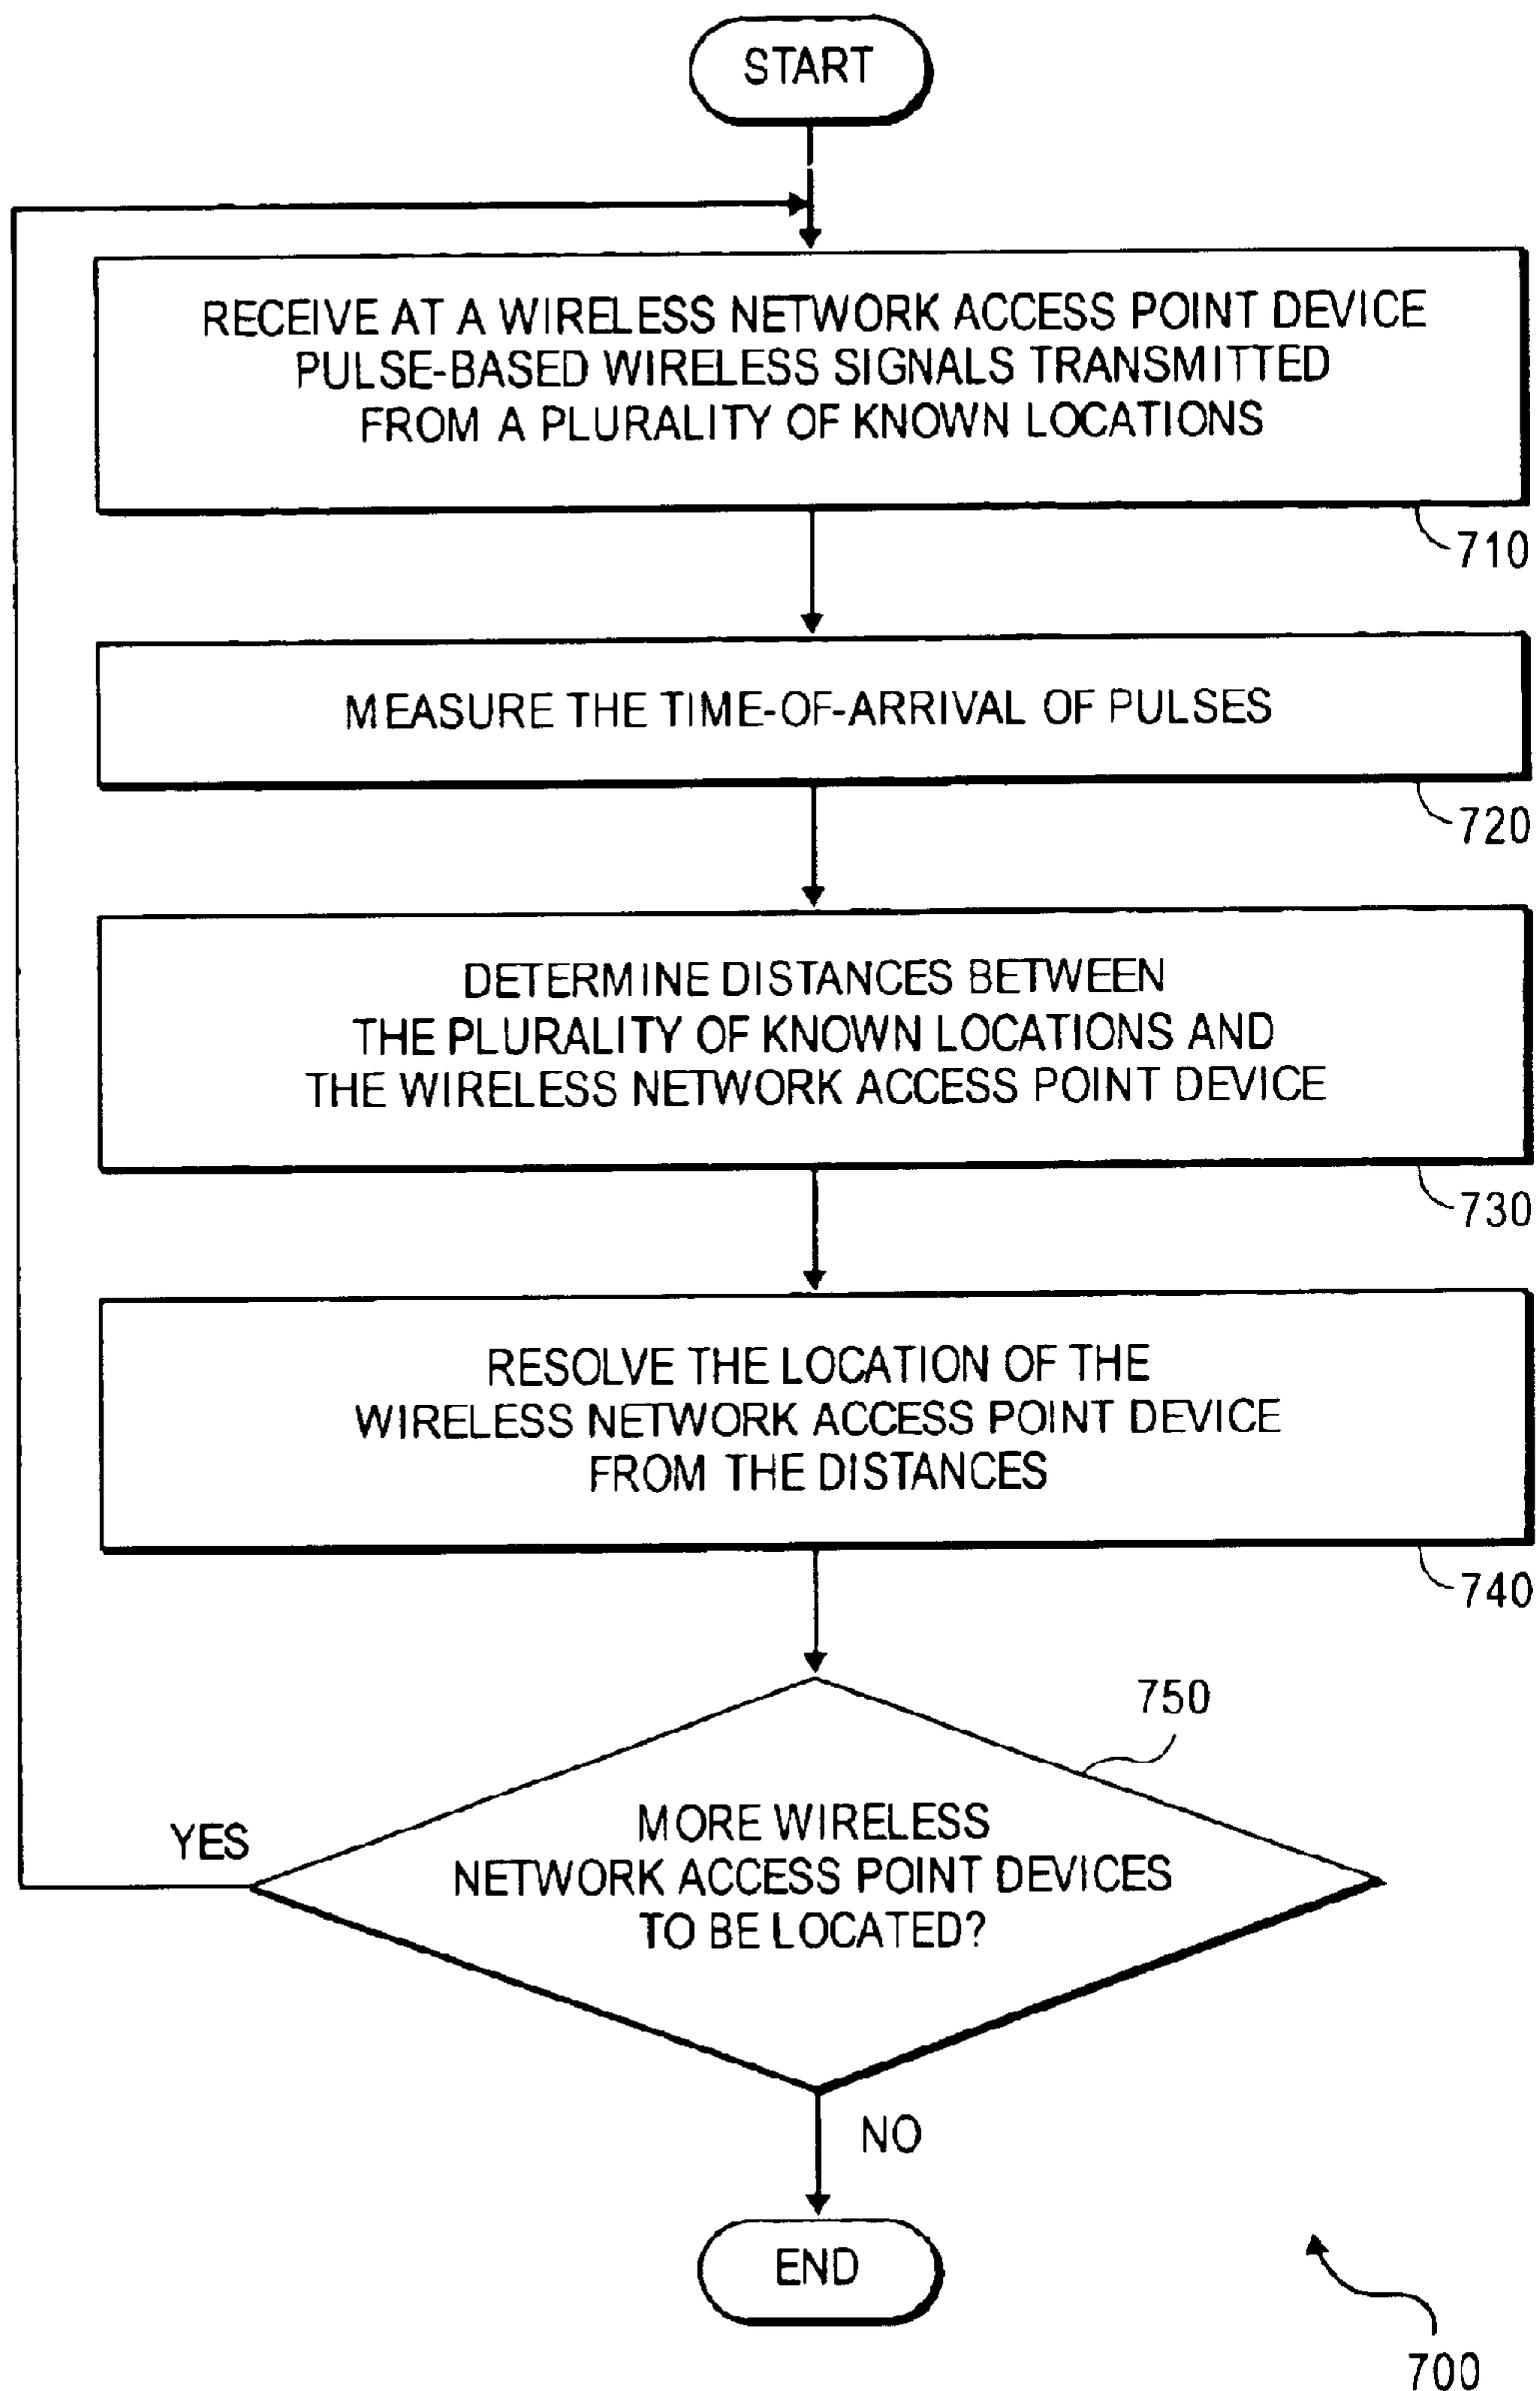 START
RECEIVE AT A WIRELESS NETWORK ACCESS POINT DEVICE
PULSE-BASED WIRELESS SIGNALS TRANSMITTED
FROM A PLURALITY OF KNOWN LOCATIONS
710
MEASURE THE TIME-OF-ARRIVAL OF PULSES
720
DETERMINE DISTANCES BETWEEN
THE PLURALITY OF KNOWN LOCATIONS AND
THE WIRELESS NETWORK ACCESS POINT DEVICE
730
RESOLVE THE LOCATION OF THE
WIRELESS NETWORK ACCESS POINT DEVICE
FROM THE DISTANCES
740
750
YES
MORE WIRELESS
NETWORK ACCESS POINT DEVICES
TO BE LOCATED?
NO
END
700